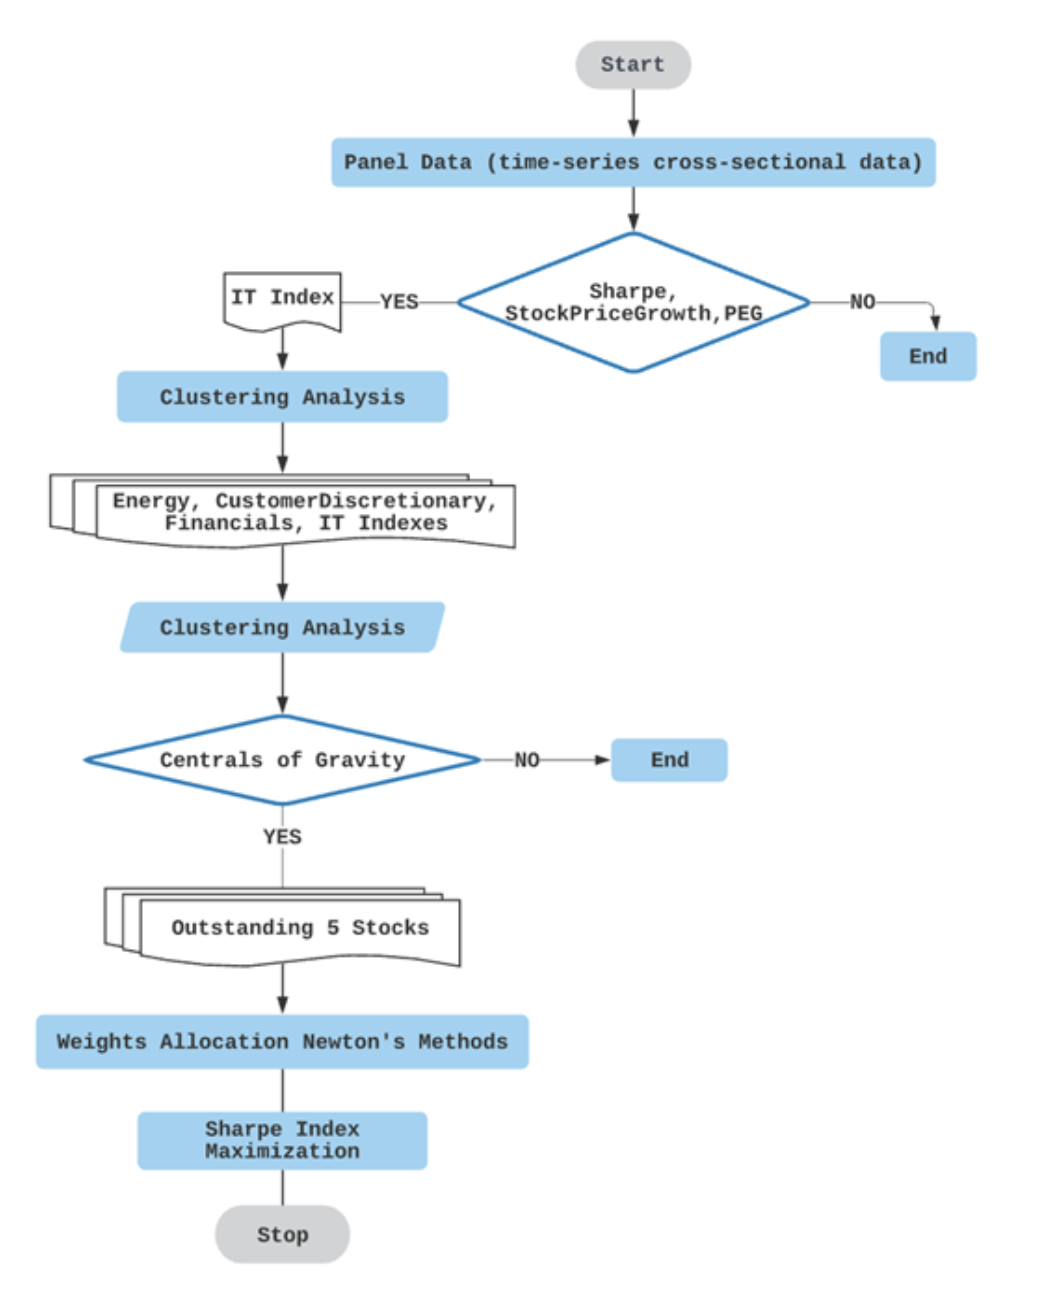 Start
Panel Data (time-series cross-sectional data)
Sharpe,
StockPriceGrowth,PEG
YES
NO
IT Index
End
Clustering Analysis
Energy, CustomerDiscretionary,
Financials, IT Indexes
Clustering Analysis
Centrals of Gravity
NO
End
YES
Outstanding 5 Stocks
Weights Allocation Newton's Methods
Sharpe Index
Maximization
Stop